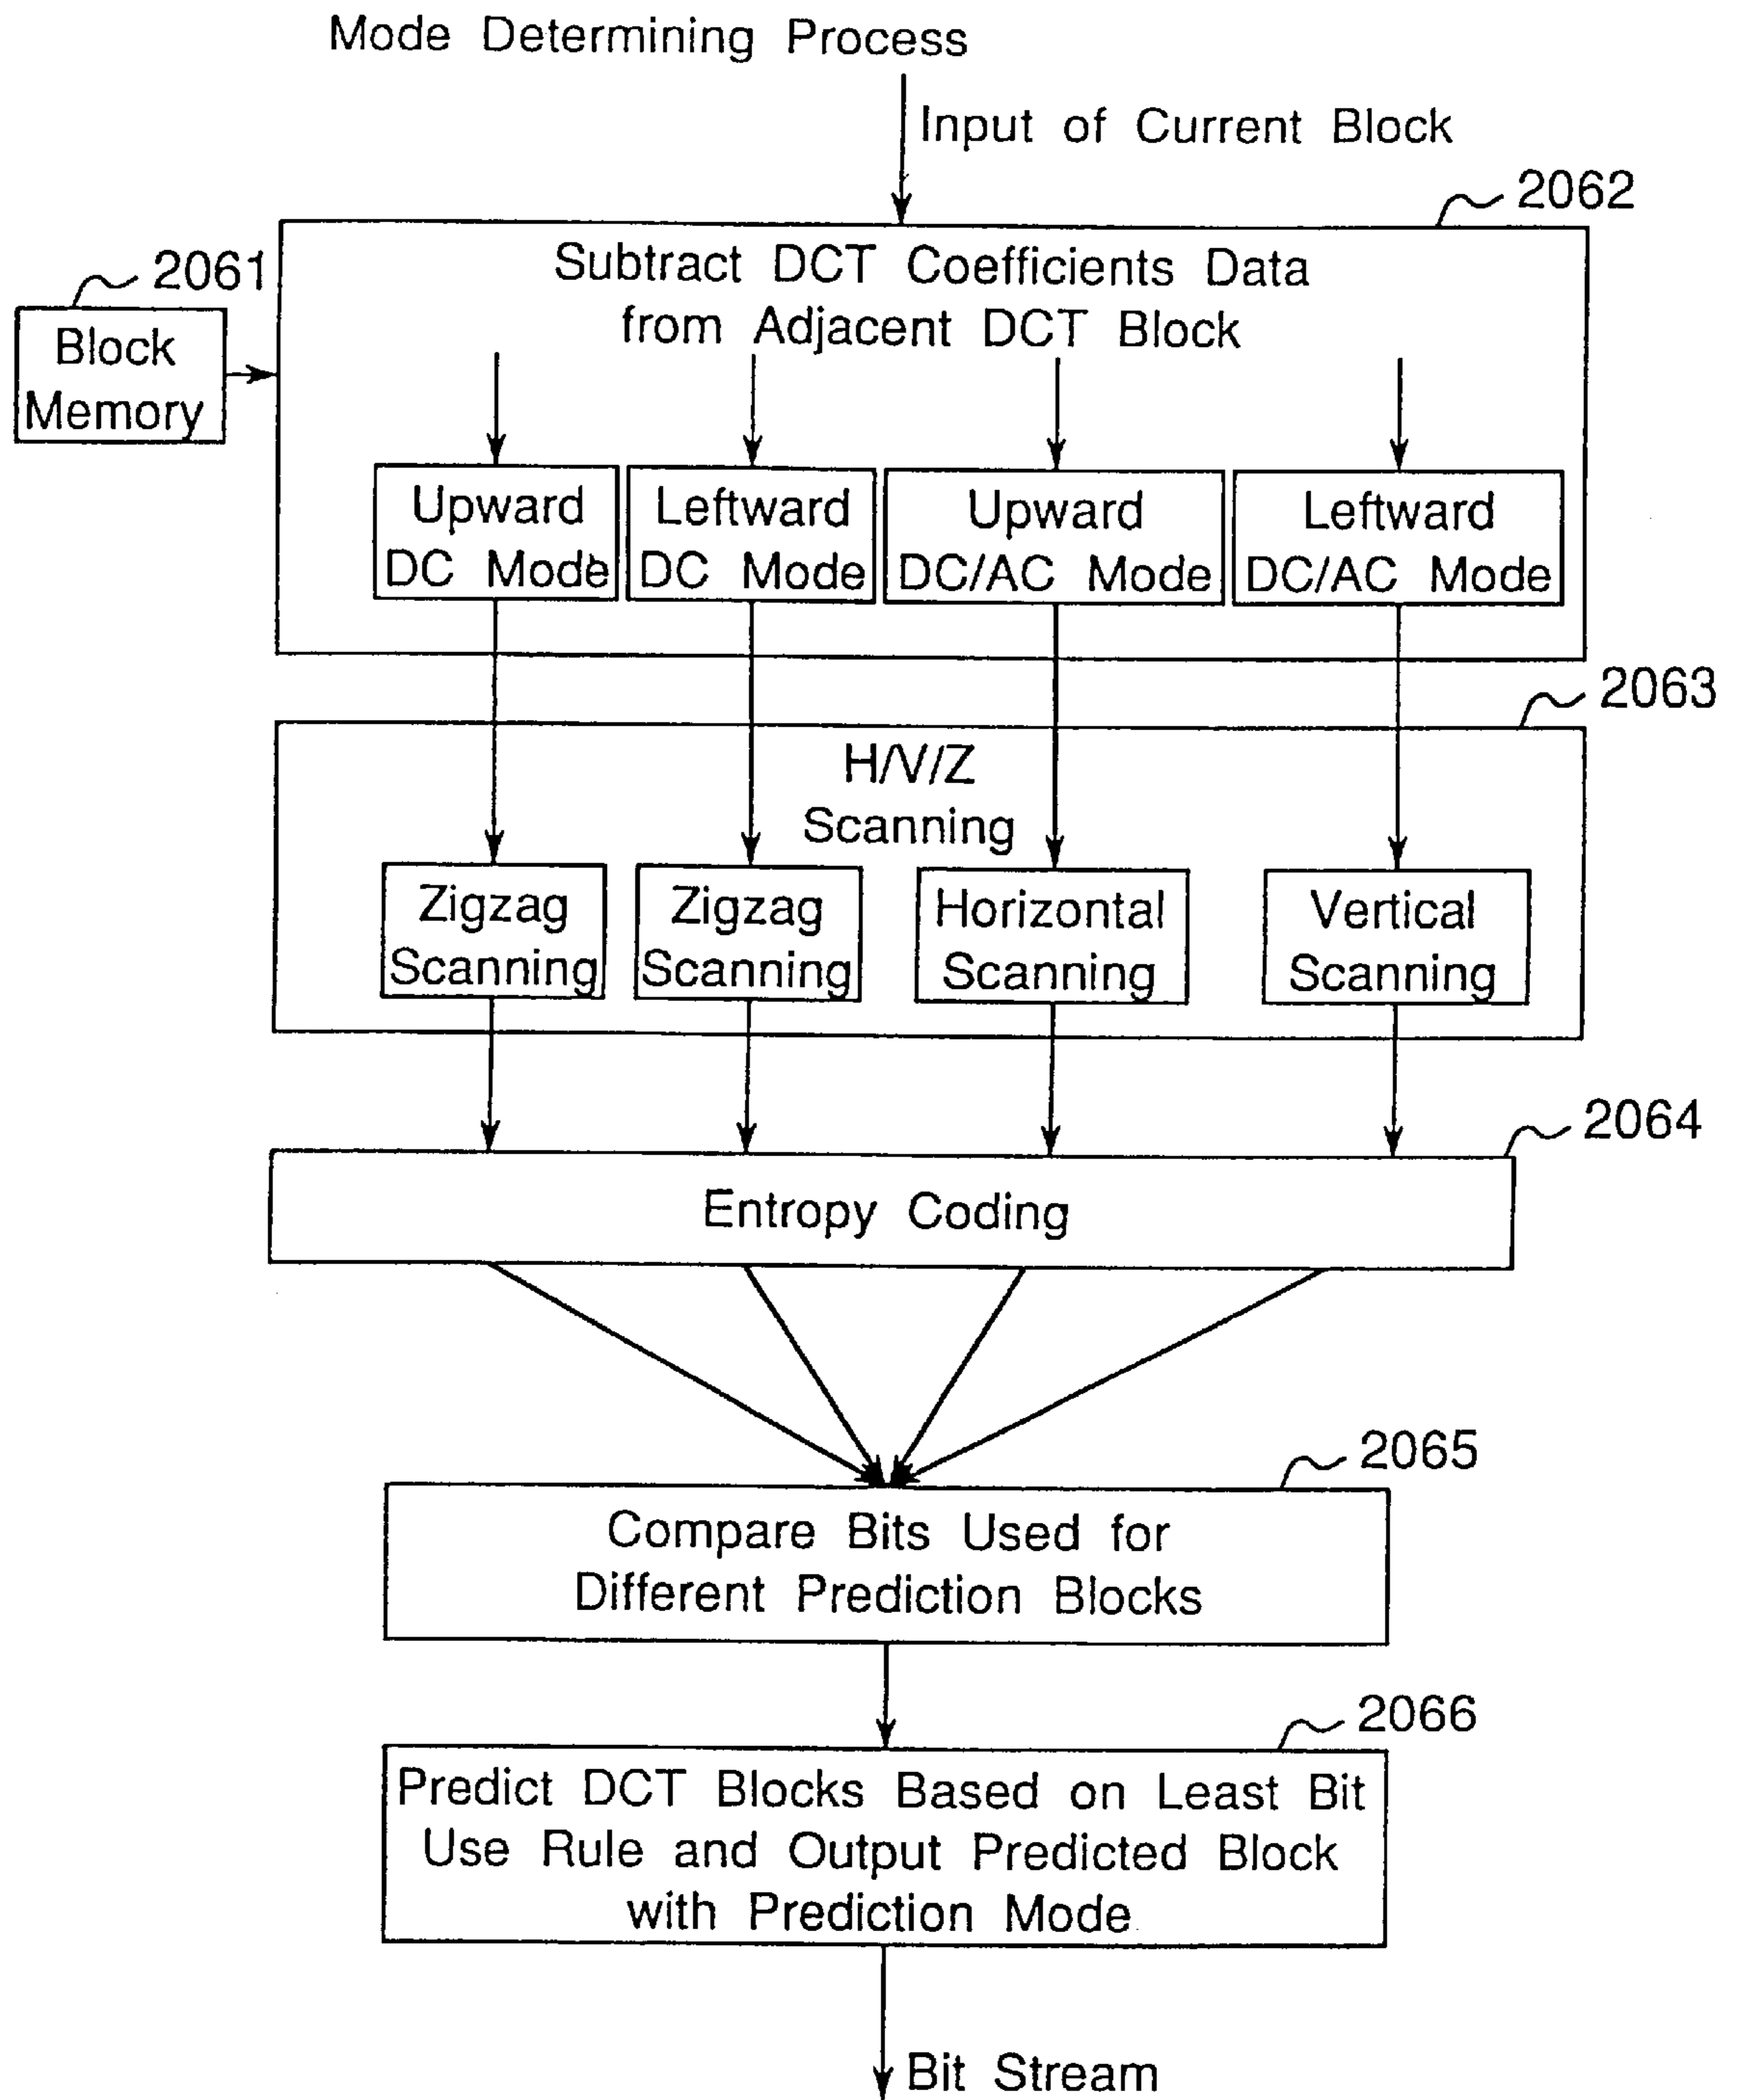 Mode Determining Process
Input of Current Block
2062
2061
Subtract DCT Coefficients Data
from Adjacent DCT Block
Block
Memory
Upward
DC Mode
Leftward
DC Mode
Upward
DC/AC Mode
Leftward
DC/AC Mode
2063
H/V/Z
Scanning
Zigzag
Scanning
Zigzag
Scanning
Horizontal
Scanning
Vertical
Scanning
2064
Entropy Coding
2065
Compare Bits Used for
Different Prediction Blocks
2066
Predict DCT Blocks Based on Least Bit
Use Rule and Output Predicted Block
with Prediction Mode
Bit Stream